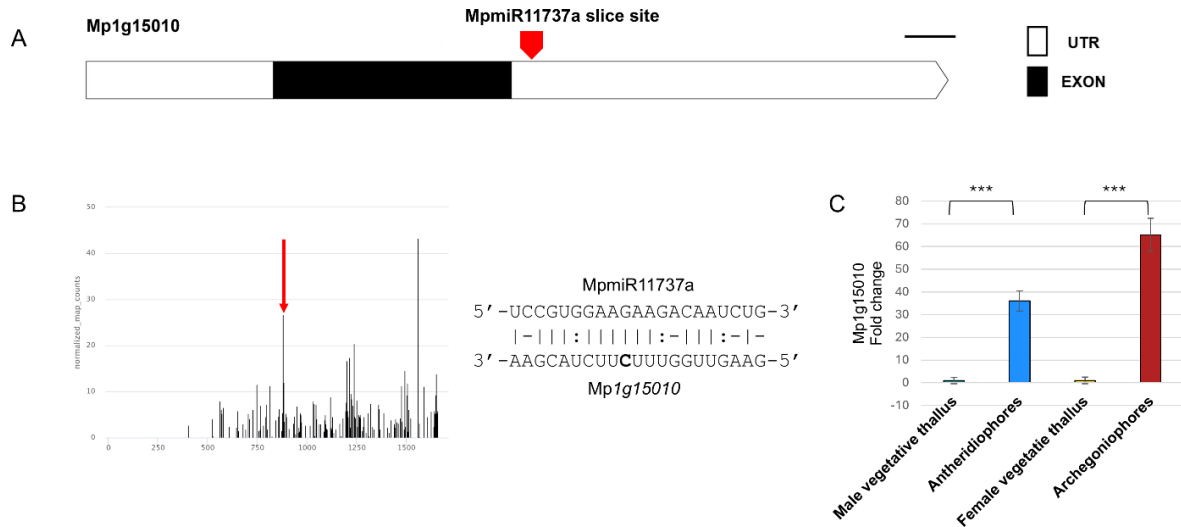 A
Mp1g15010
MpmiR11737a slice site
UTR
EXON
B
50
40
30
20
10
0
normalized_map_counts
0 250 500 750 1000 1250 1500
MpmiR11737a
5’-UCCGUGGAAGAAGACAAUCUG-3’
|-|||:||||||:-|||:-|
3’-AAGCAUCUUCUUUGGUUGAAG-5’
Mp1g15010
C
Mp1g15010
Fold change
80
70
60
50
40
30
20
10
0
-10
***
***
Male vegetative thallus
Antheridiophores
Female vegetatie thallus
Archegoniophores